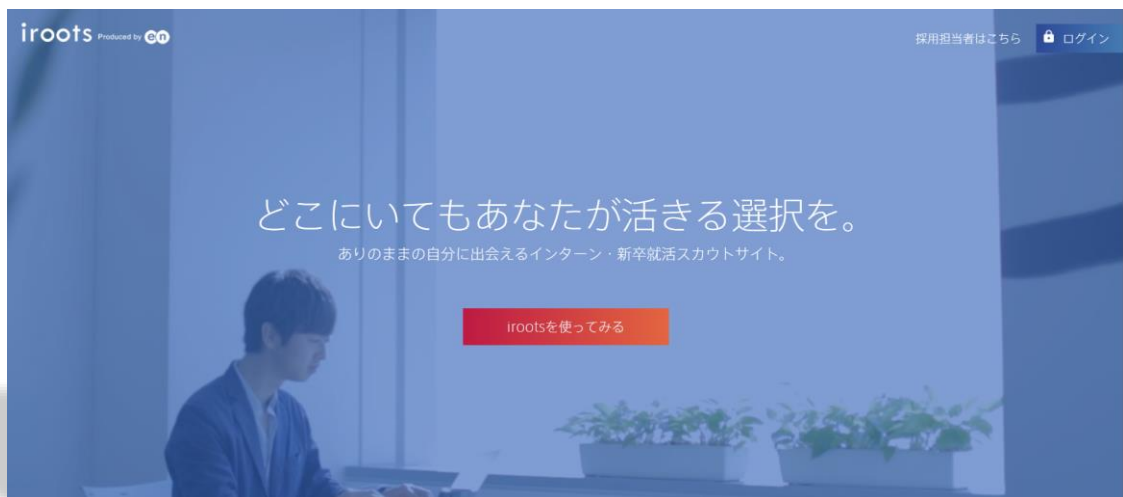 iroots Produced by en
採用担当者はこちら
ログイン
どこにいてもあなたが活きる選択を。
ありのままの自分に出会えるインターン・新卒就活スカウトサイト。
irootsを使ってみる